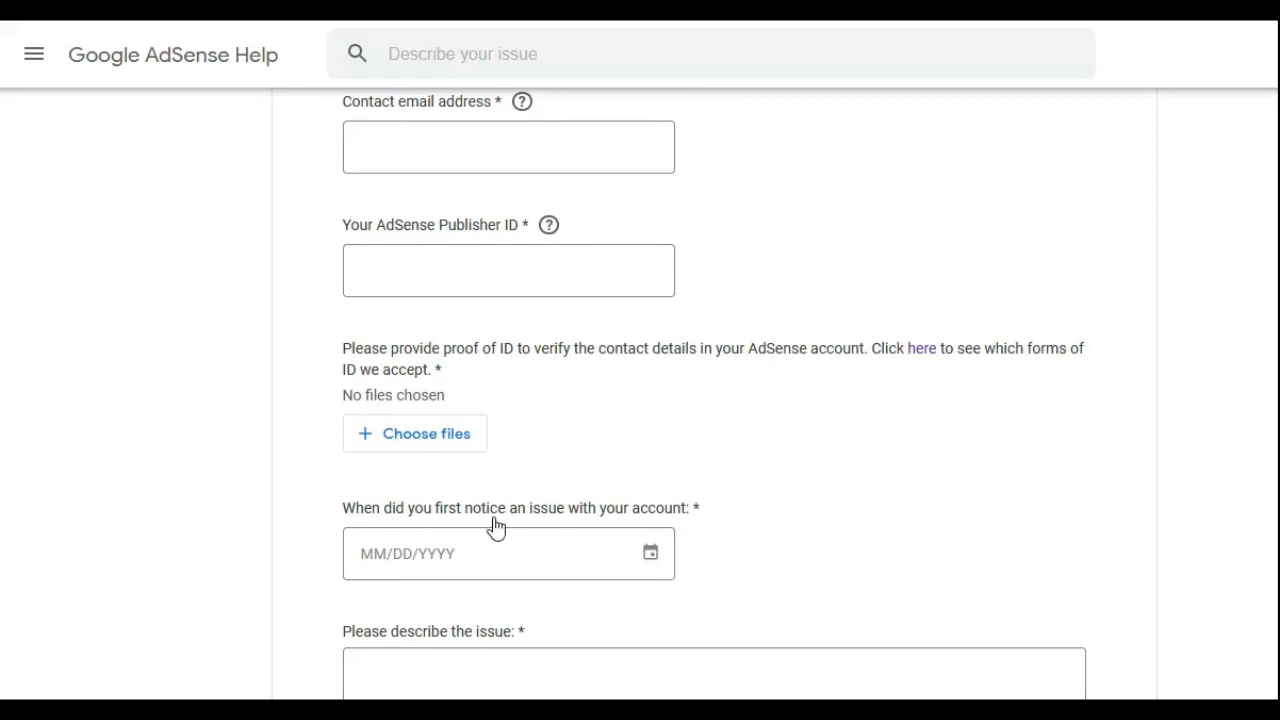 Google AdSense Help
Describe your issue
Contact email address * ?
Your AdSense Publisher ID * ?
Please provide proof of ID to verify the contact details in your AdSense account. Click here to see which forms of
ID we accept. *
No files chosen
+ Choose files
When did you first notice an issue with your account: *
MM/DD/YYYY
Please describe the issue: *